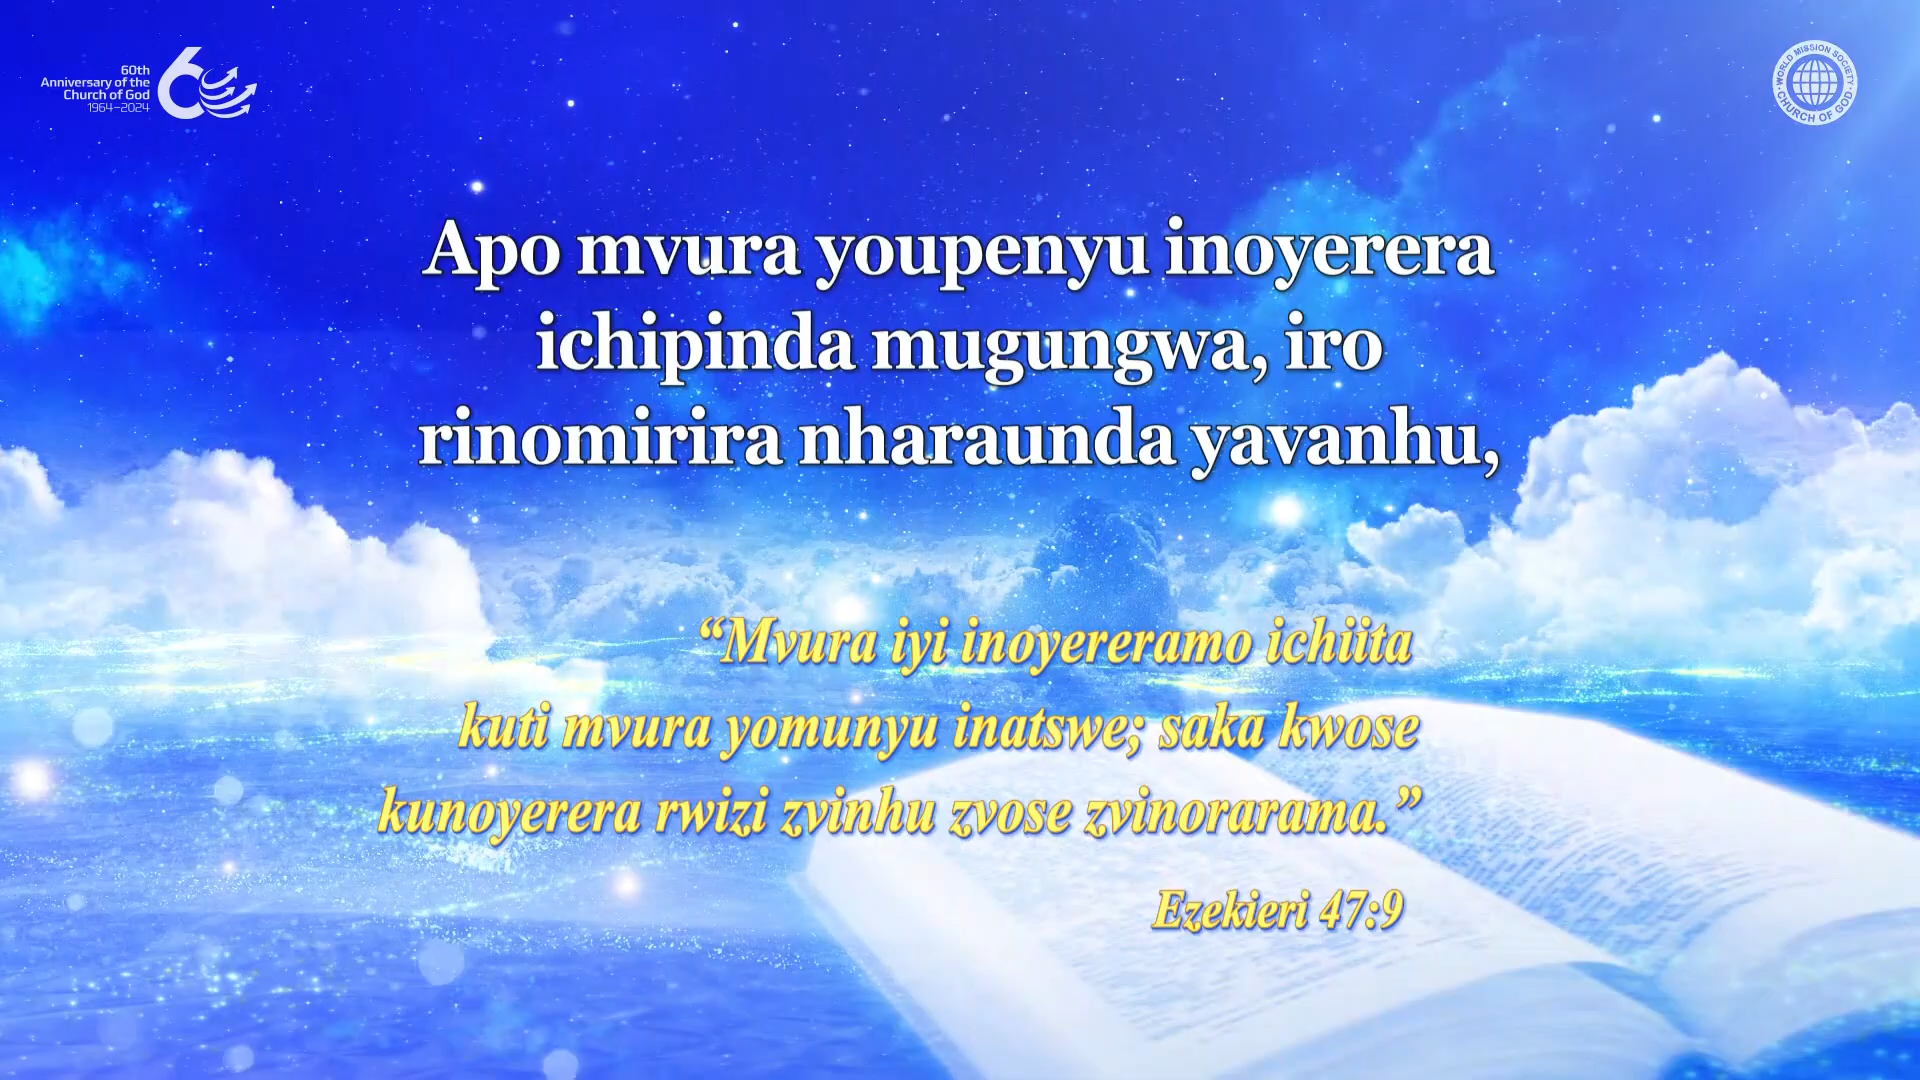 60th
Anniversary of the
Church of God
1964–2024
WORLD MISSION SOCIETY
CHURCH OF GOD
Apo mvura youpenyu inoyerera
ichipinda mugungwa, iro
rinomirira nharaunda yavanhu,
“Mvura iyi inoyereramo ichiita
kuti mvura yomunyu inatswe; saka kwose
kunoyerera rwizi zvinhu zvose zvinorarama.”
Ezekieri 47:9